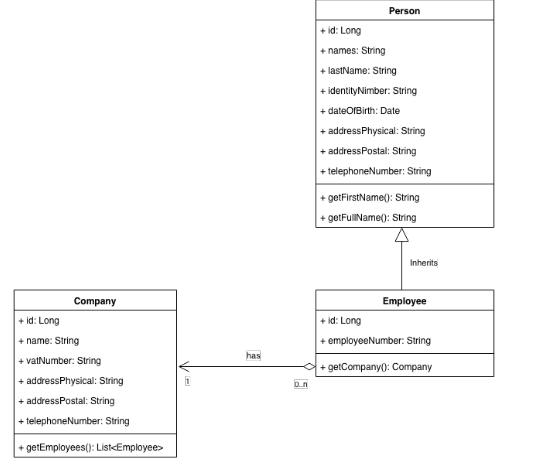 Person
+ id: Long
+ names: String
+ lastName: String
+ identityNimber: String
+ dateOfBirth: Date
+ addressPhysical: String
+ addressPostal: String
+ telephoneNumber: String
+ getFirstName(): String
+ getFullName(): String
Inherits
Company
+ id: Long
+ name: String
+ vatNumber: String
+ addressPhysical: String
+ addressPostal: String
+ telephoneNumber: String
+ getEmployees(): List<Employee>
has
1
0..n
Employee
+ id: Long
+ employeeNumber: String
+ getCompany(): Company